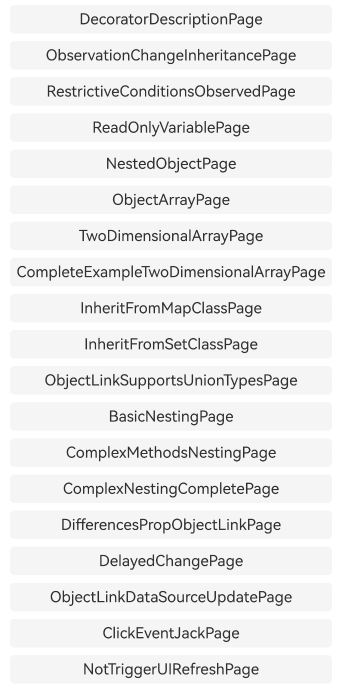 DecoratorDescriptionPage
ObservationChangeInheritancePage
RestrictiveConditionsObservedPage
ReadOnlyVariablePage
NestedObjectPage
ObjectArrayPage
TwoDimensionalArrayPage
CompleteExampleTwoDimensionalArrayPage
InheritFromMapClassPage
InheritFromSetClassPage
ObjectLinkSupportsUnionTypesPage
BasicNestingPage
ComplexMethodsNestingPage
ComplexNestingCompletePage
DifferencesPropObjectLinkPage
DelayedChangePage
ObjectLinkDataSourceUpdatePage
ClickEventJackPage
NotTriggerUIRefreshPage